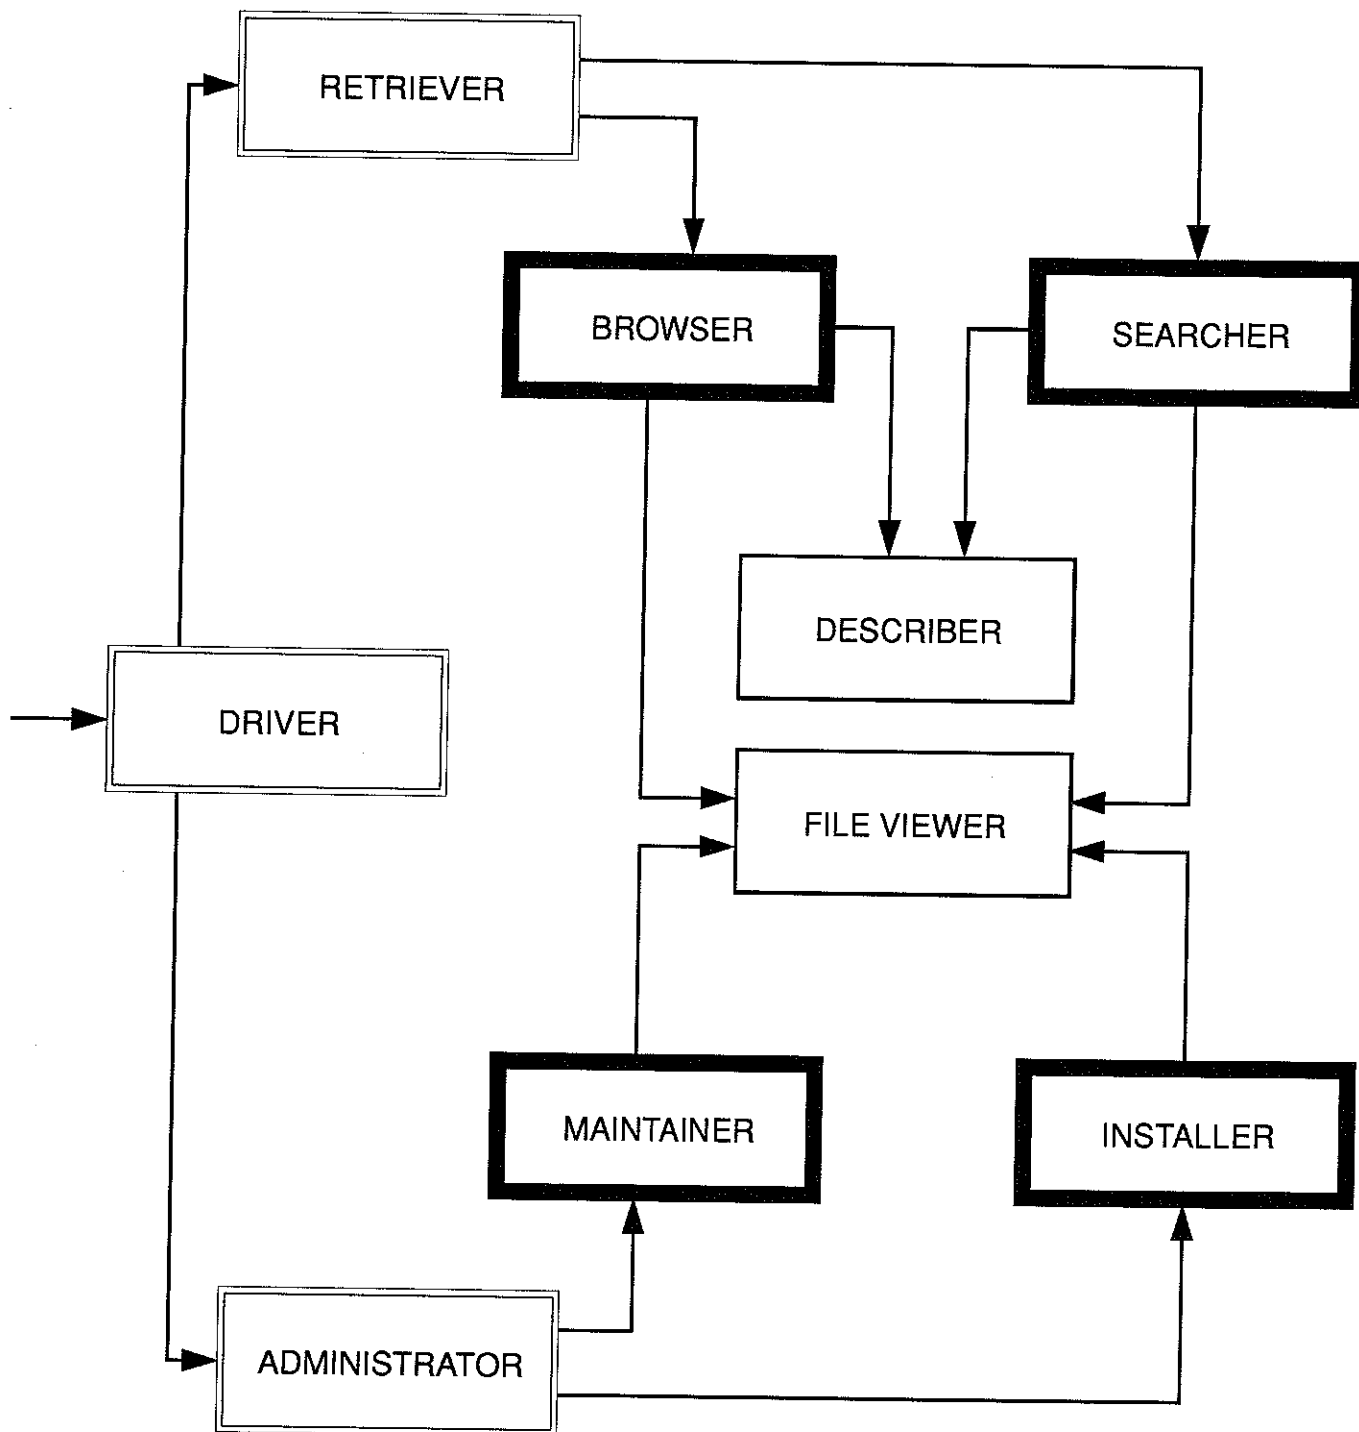 RETRIEVER
BROWSER
SEARCHER
DESCRIBER
DRIVER
FILE VIEWER
MAINTAINER
INSTALLER
ADMINISTRATOR